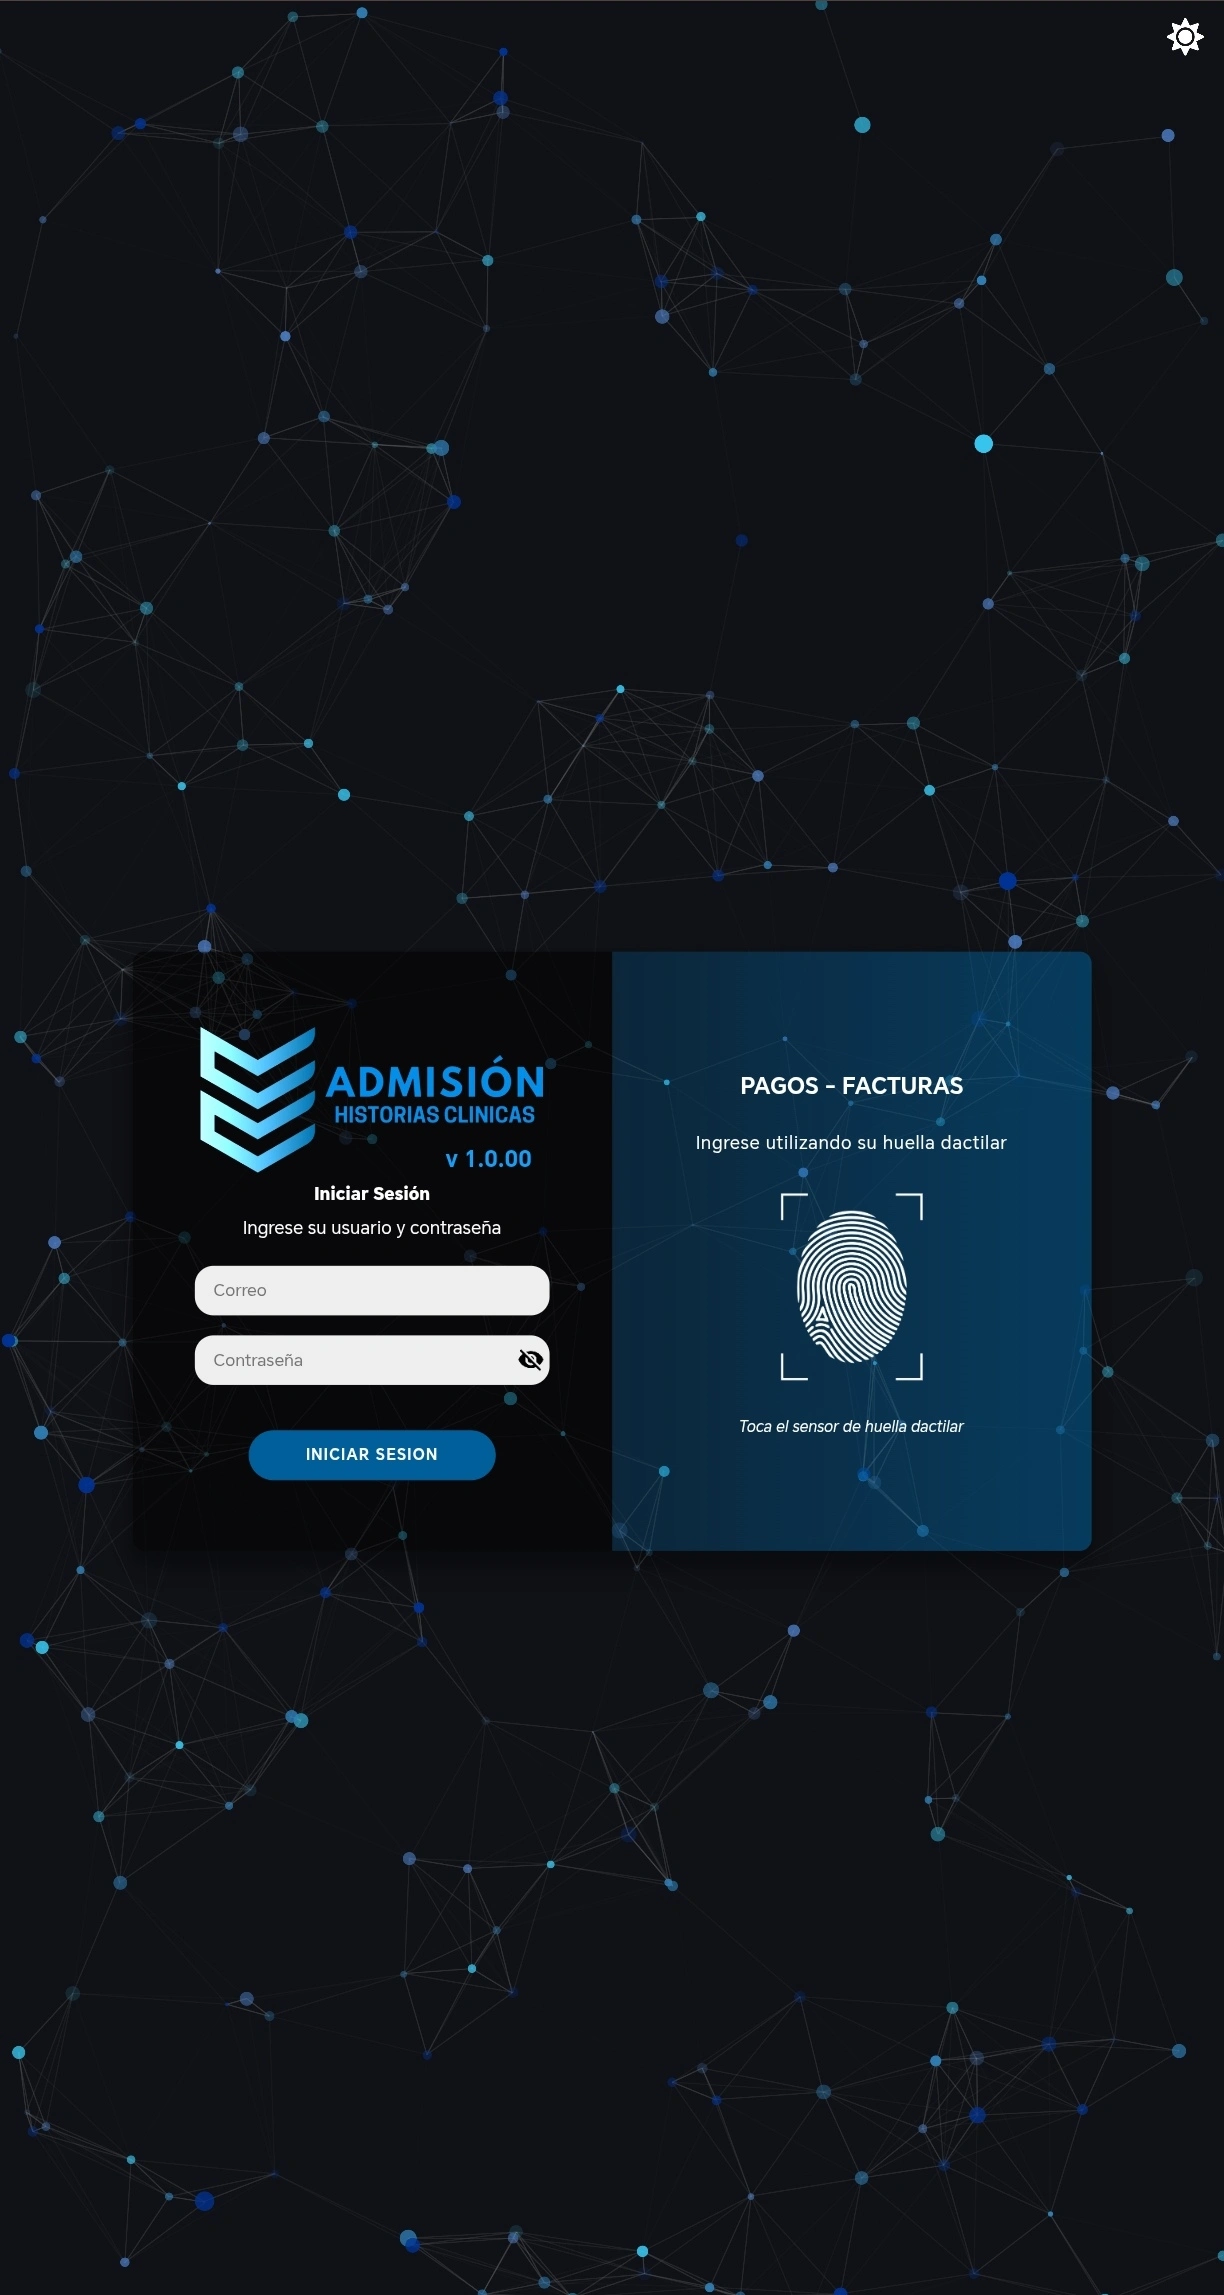 ADMISIÓN
HISTORIAS CLINICAS
v 1.0.00
Iniciar Sesión
Ingrese su usuario y contraseña
Correo
Contraseña
INICIAR SESION
PAGOS - FACTURAS
Ingrese utilizando su huella dactilar
Toca el sensor de huella dactilar